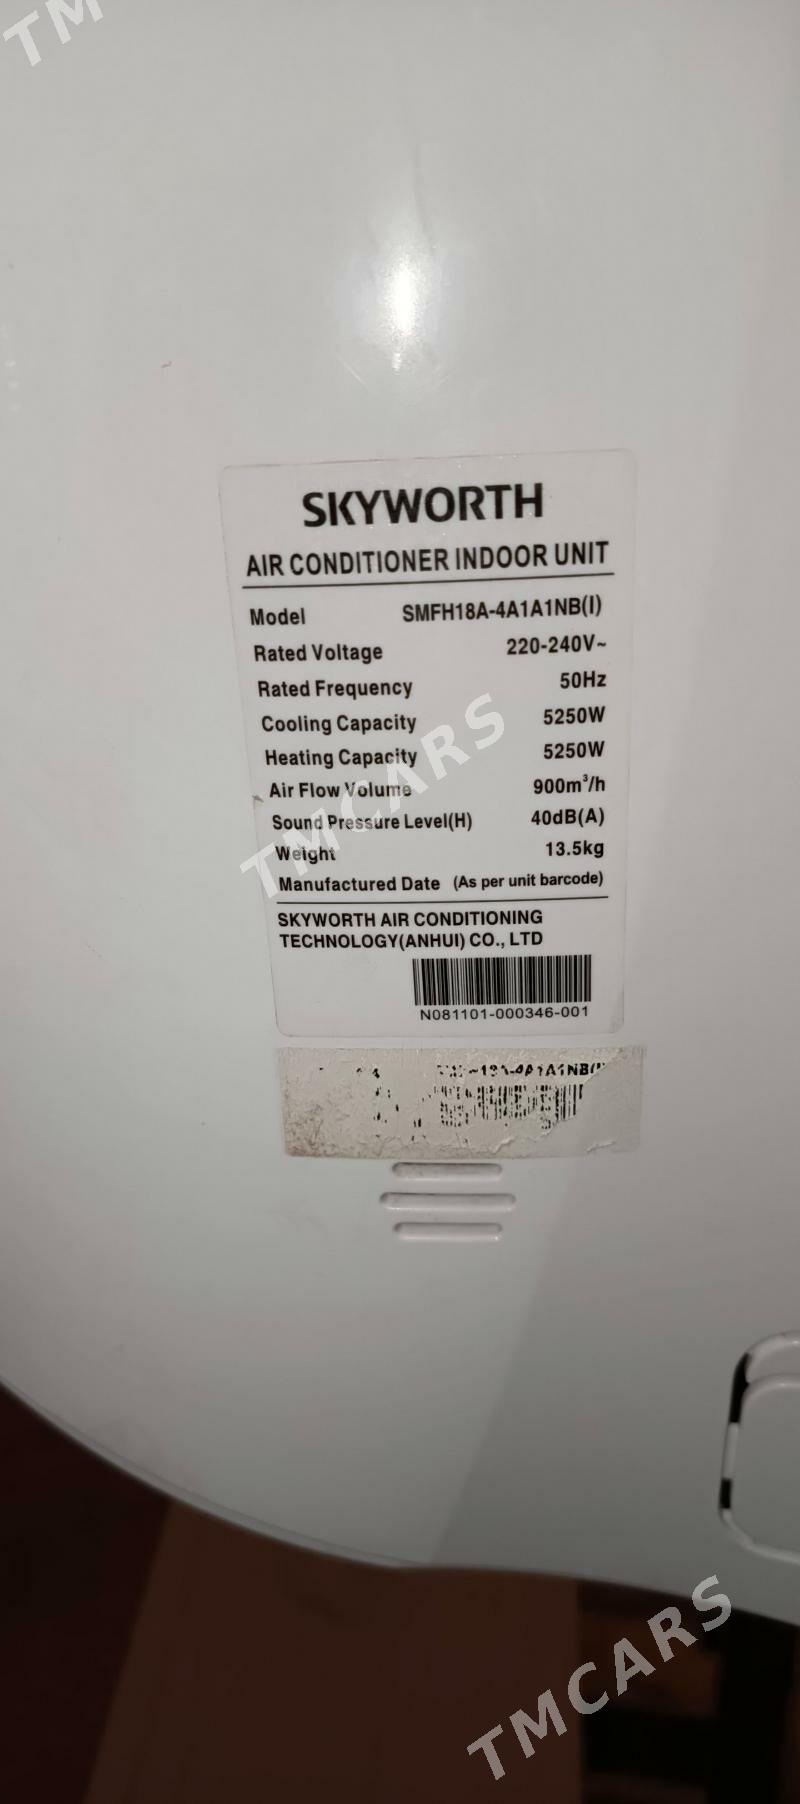 SKYWORTH
AIR CONDITIONER INDOOR UNIT
Model SMFH18A-4A1A1NB(I)
Rated Voltage 220-240V~
Rated Frequency 50Hz
Cooling Capacity 5250W
Heating Capacity 5250W
Air Flow Volume 900m³/h
Sound Pressure Level(H) 40dB(A)
Weight 13.5kg
Manufactured Date (As per unit barcode)
SKYWORTH AIR CONDITIONING
TECHNOLOGY(ANHUI) CO., LTD
N081101-000346-001
TMCARS
TMCARS